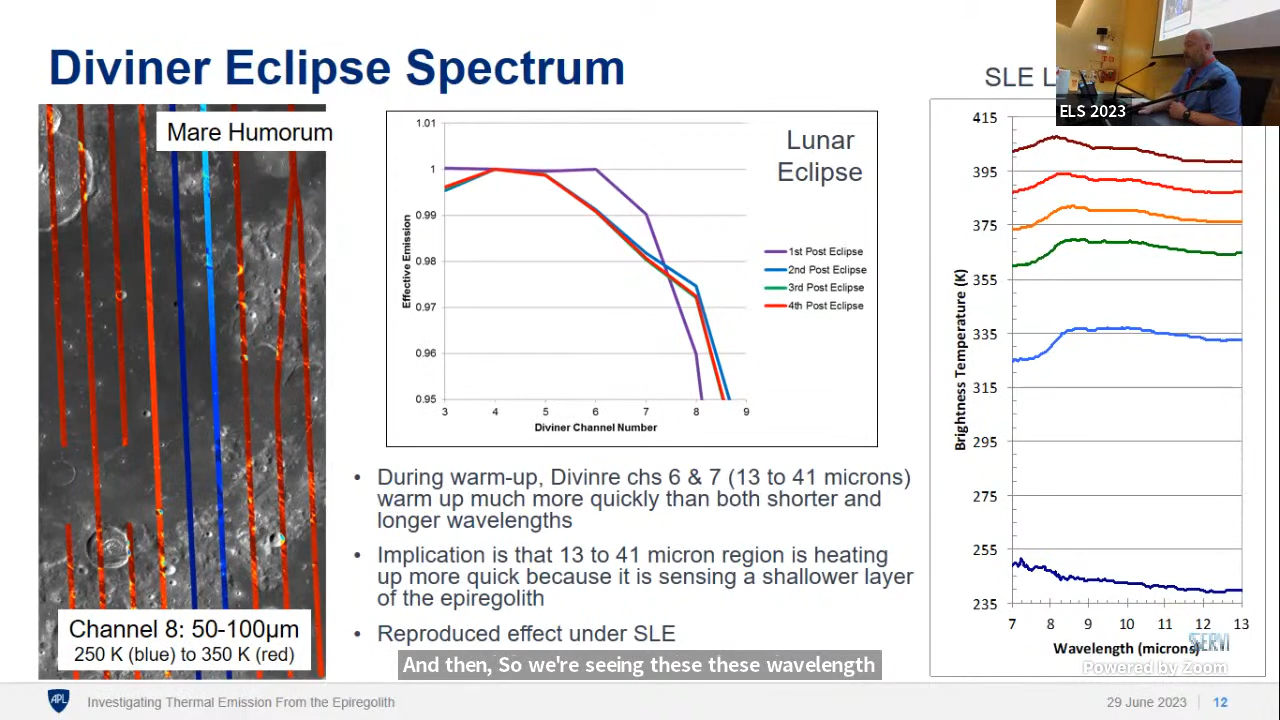 Diviner Eclipse Spectrum
SLE L
ELS 2023
Mare Humorum
Channel 8: 50-100μm
250 K (blue) to 350 K (red)
Lunar
Eclipse
1.01
1
0.99
0.98
0.97
0.96
0.95
Effective Emission
3 4 5 6 7 8 9
Diviner Channel Number
1st Post Eclipse
2nd Post Eclipse
3rd Post Eclipse
4th Post Eclipse
• During warm-up, Divinre chs 6 & 7 (13 to 41 microns)
warm up much more quickly than both shorter and
longer wavelengths
• Implication is that 13 to 41 micron region is heating
up more quick because it is sensing a shallower layer
of the epiregolith
• Reproduced effect under SLE
415
395
375
355
335
315
295
275
255
235
Brightness Temperature (K)
7 8 9 10 11 12 13
Wavelength (microns)
SERVI
Powered by Zoom
And then, So we're seeing these these wavelength
APL
Investigating Thermal Emission From the Epiregolith
29 June 2023 | 12